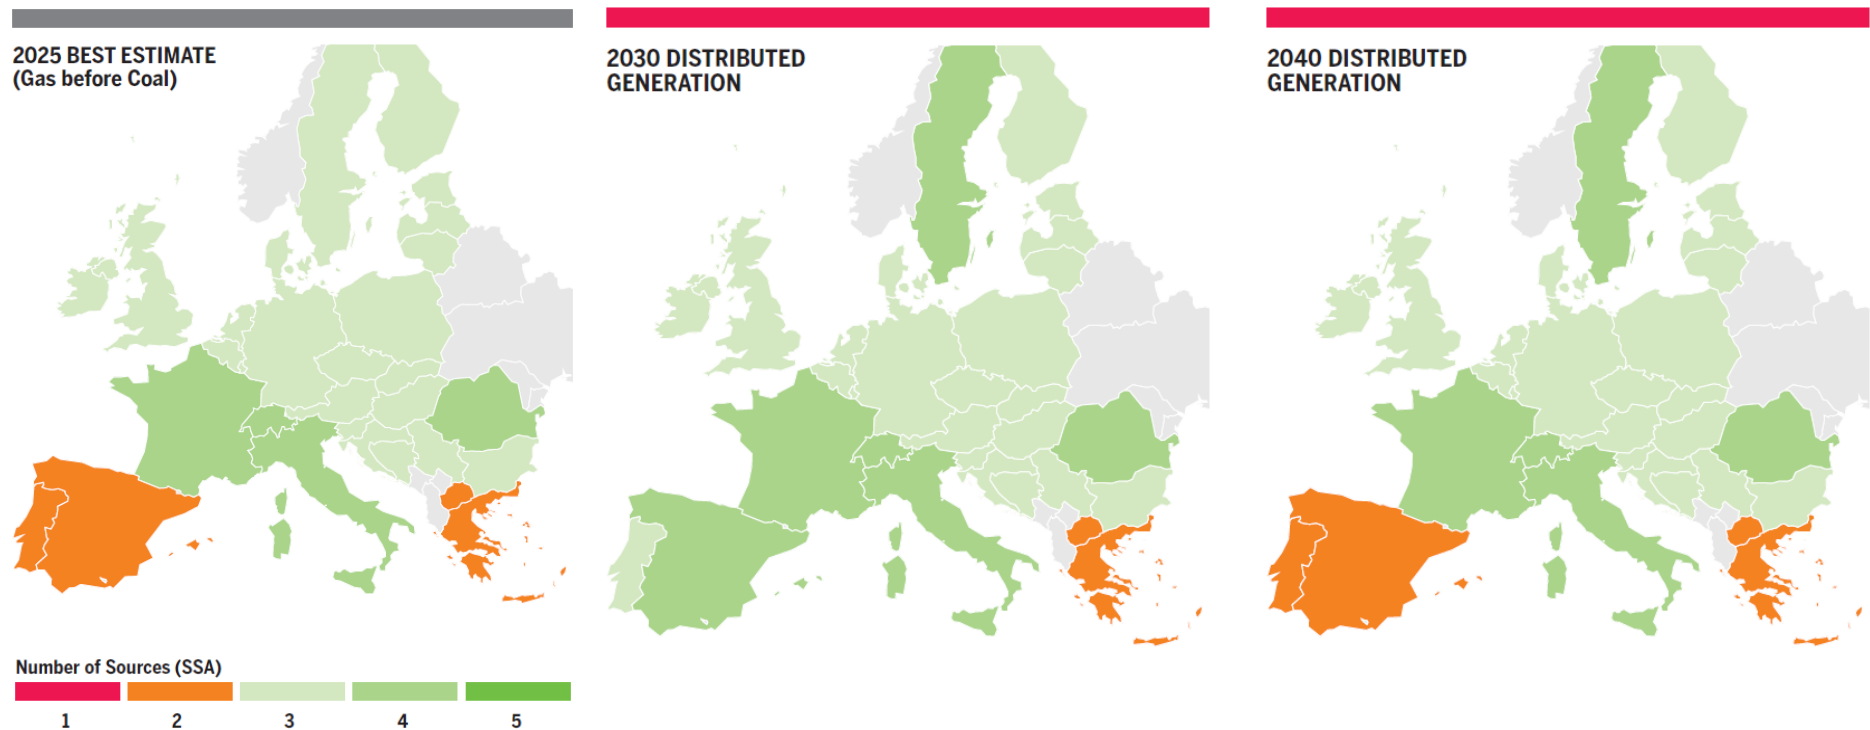 2025 BEST ESTIMATE
(Gas before Coal)
2030 DISTRIBUTED
GENERATION
2040 DISTRIBUTED
GENERATION
Number of Sources (SSA)
1 2 3 4 5